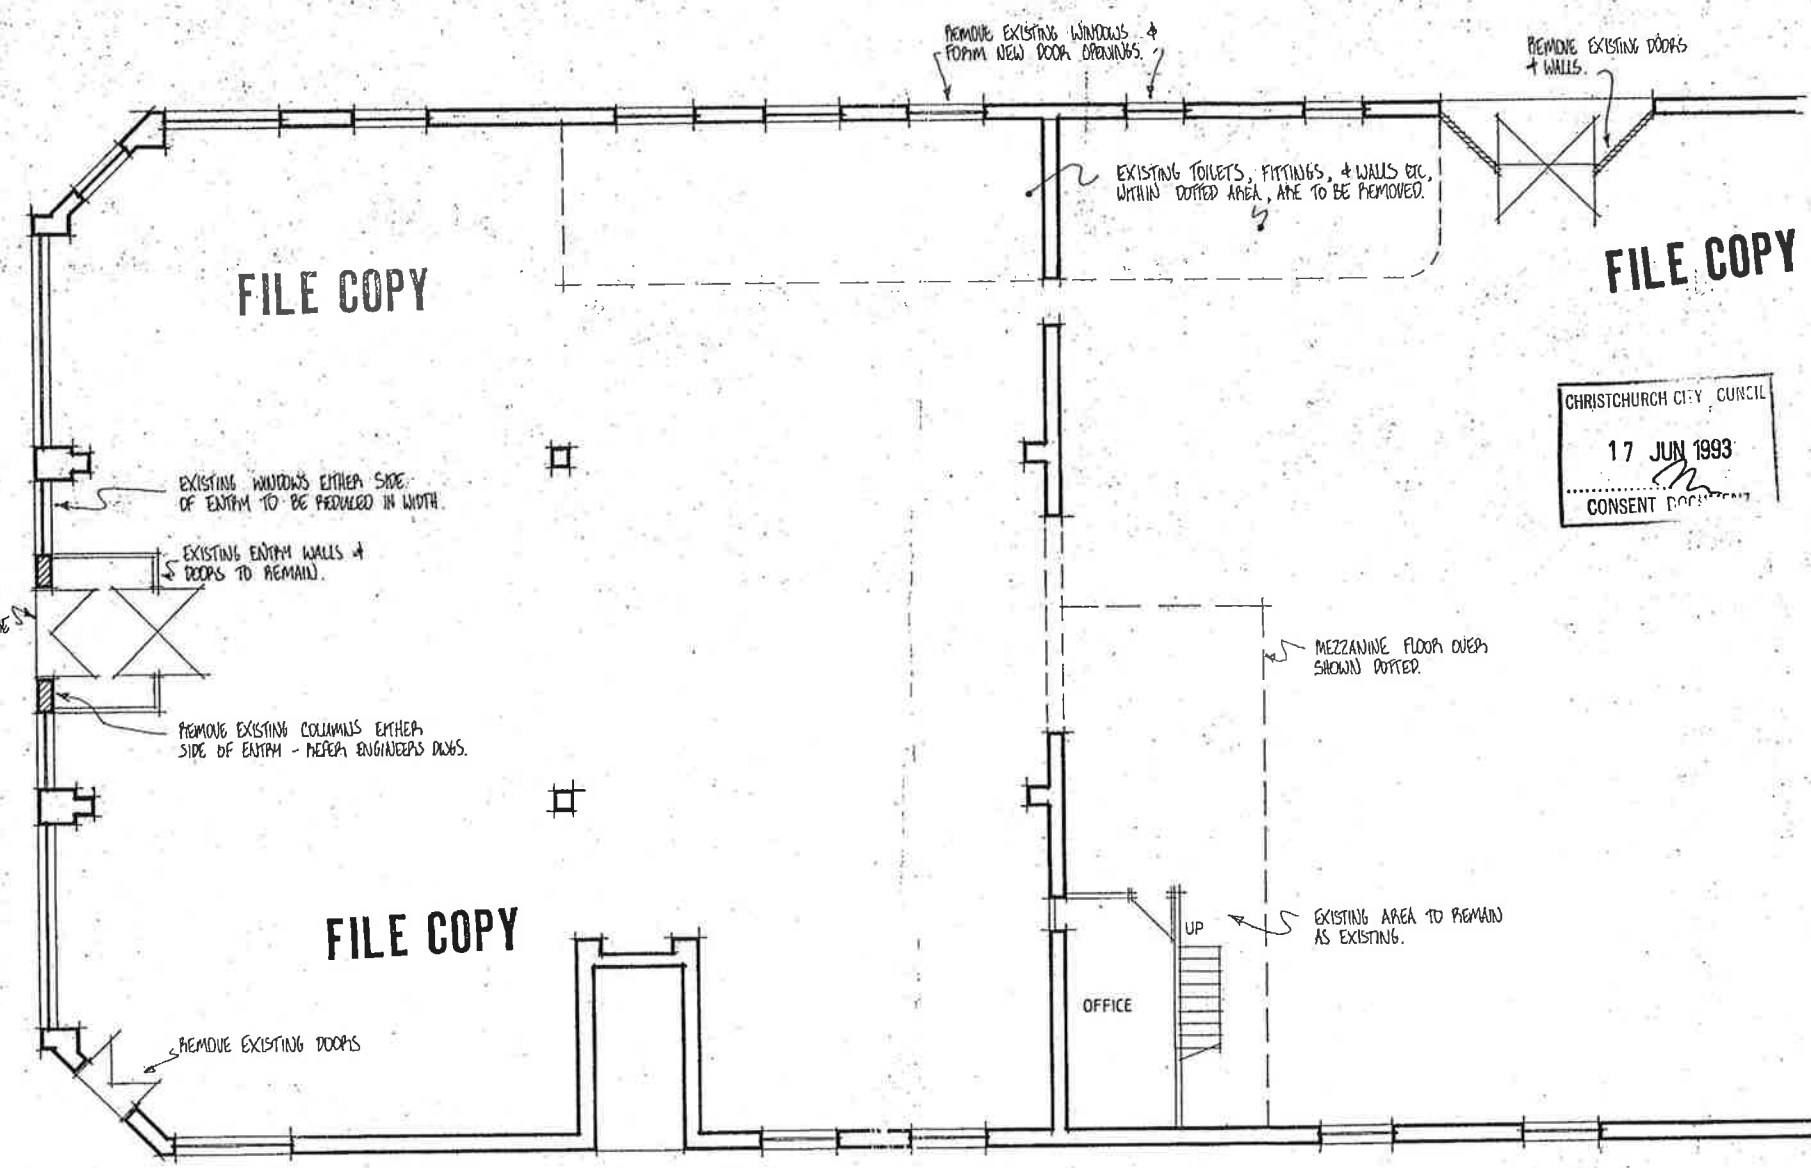 REMOVE EXISTING WINDOWS &
FORM NEW DOOR OPENINGS.
REMOVE EXISTING DOORS
& WALLS.
EXISTING TOILETS, FITTINGS, & WALLS ETC,
WITHIN DOTTED AREA, ARE TO BE REMOVED.
FILE COPY
FILE COPY
CHRISTCHURCH CITY COUNCIL
17 JUN 1993
CONSENT DOCUMENT
EXISTING WINDOWS EITHER SIDE
OF ENTRY TO BE REDUCED IN WIDTH.
EXISTING ENTRY WALLS &
DOORS TO REMAIN.
MEZZANINE FLOOR OVER
SHOWN DOTTED.
REMOVE EXISTING COLUMNS EITHER
SIDE OF ENTRY - REFER ENGINEERS DWGS.
FILE COPY
UP
EXISTING AREA TO REMAIN
AS EXISTING.
OFFICE
REMOVE EXISTING DOORS